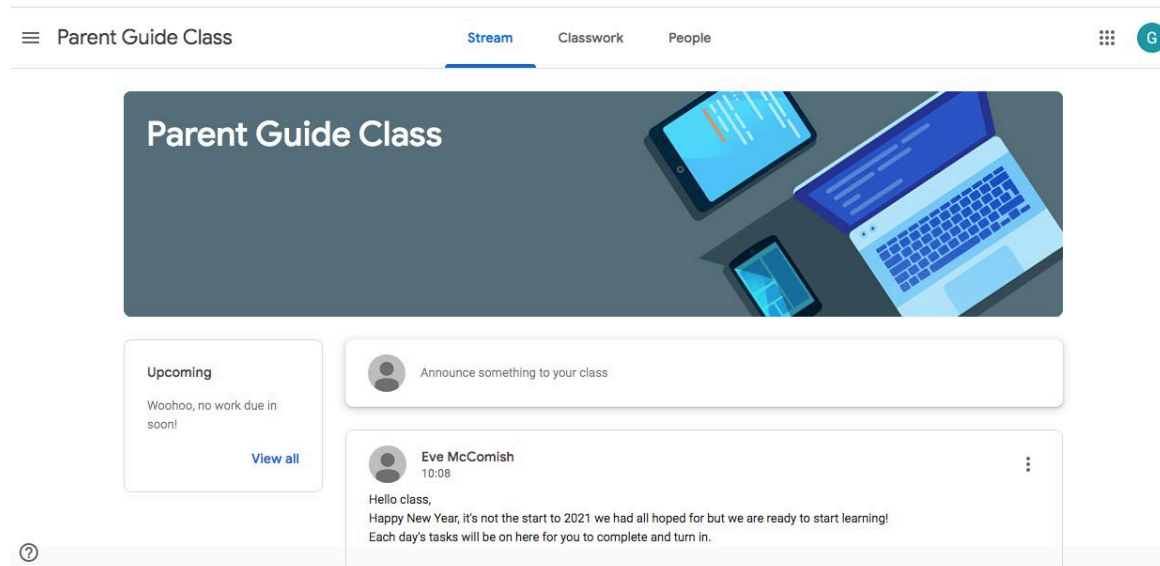 Parent Guide Class
Stream
Classwork
People
G
Parent Guide Class
Upcoming
Woohoo, no work due in
soon!
View all
Announce something to your class
Eve McComish
10:08
Hello class,
Happy New Year, it's not the start to 2021 we had all hoped for but we are ready to start learning!
Each day's tasks will be on here for you to complete and turn in.
?